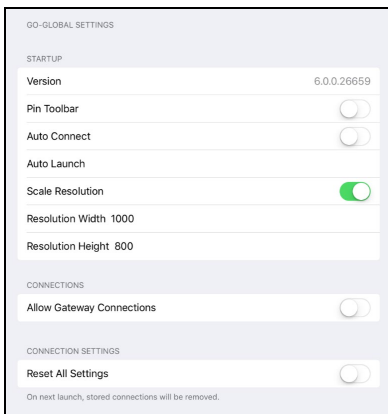 GO-GLOBAL SETTINGS
STARTUP
Version 6.0.0.26659
Pin Toolbar
Auto Connect
Auto Launch
Scale Resolution
Resolution Width 1000
Resolution Height 800
CONNECTIONS
Allow Gateway Connections
CONNECTION SETTINGS
Reset All Settings
On next launch, stored connections will be removed.